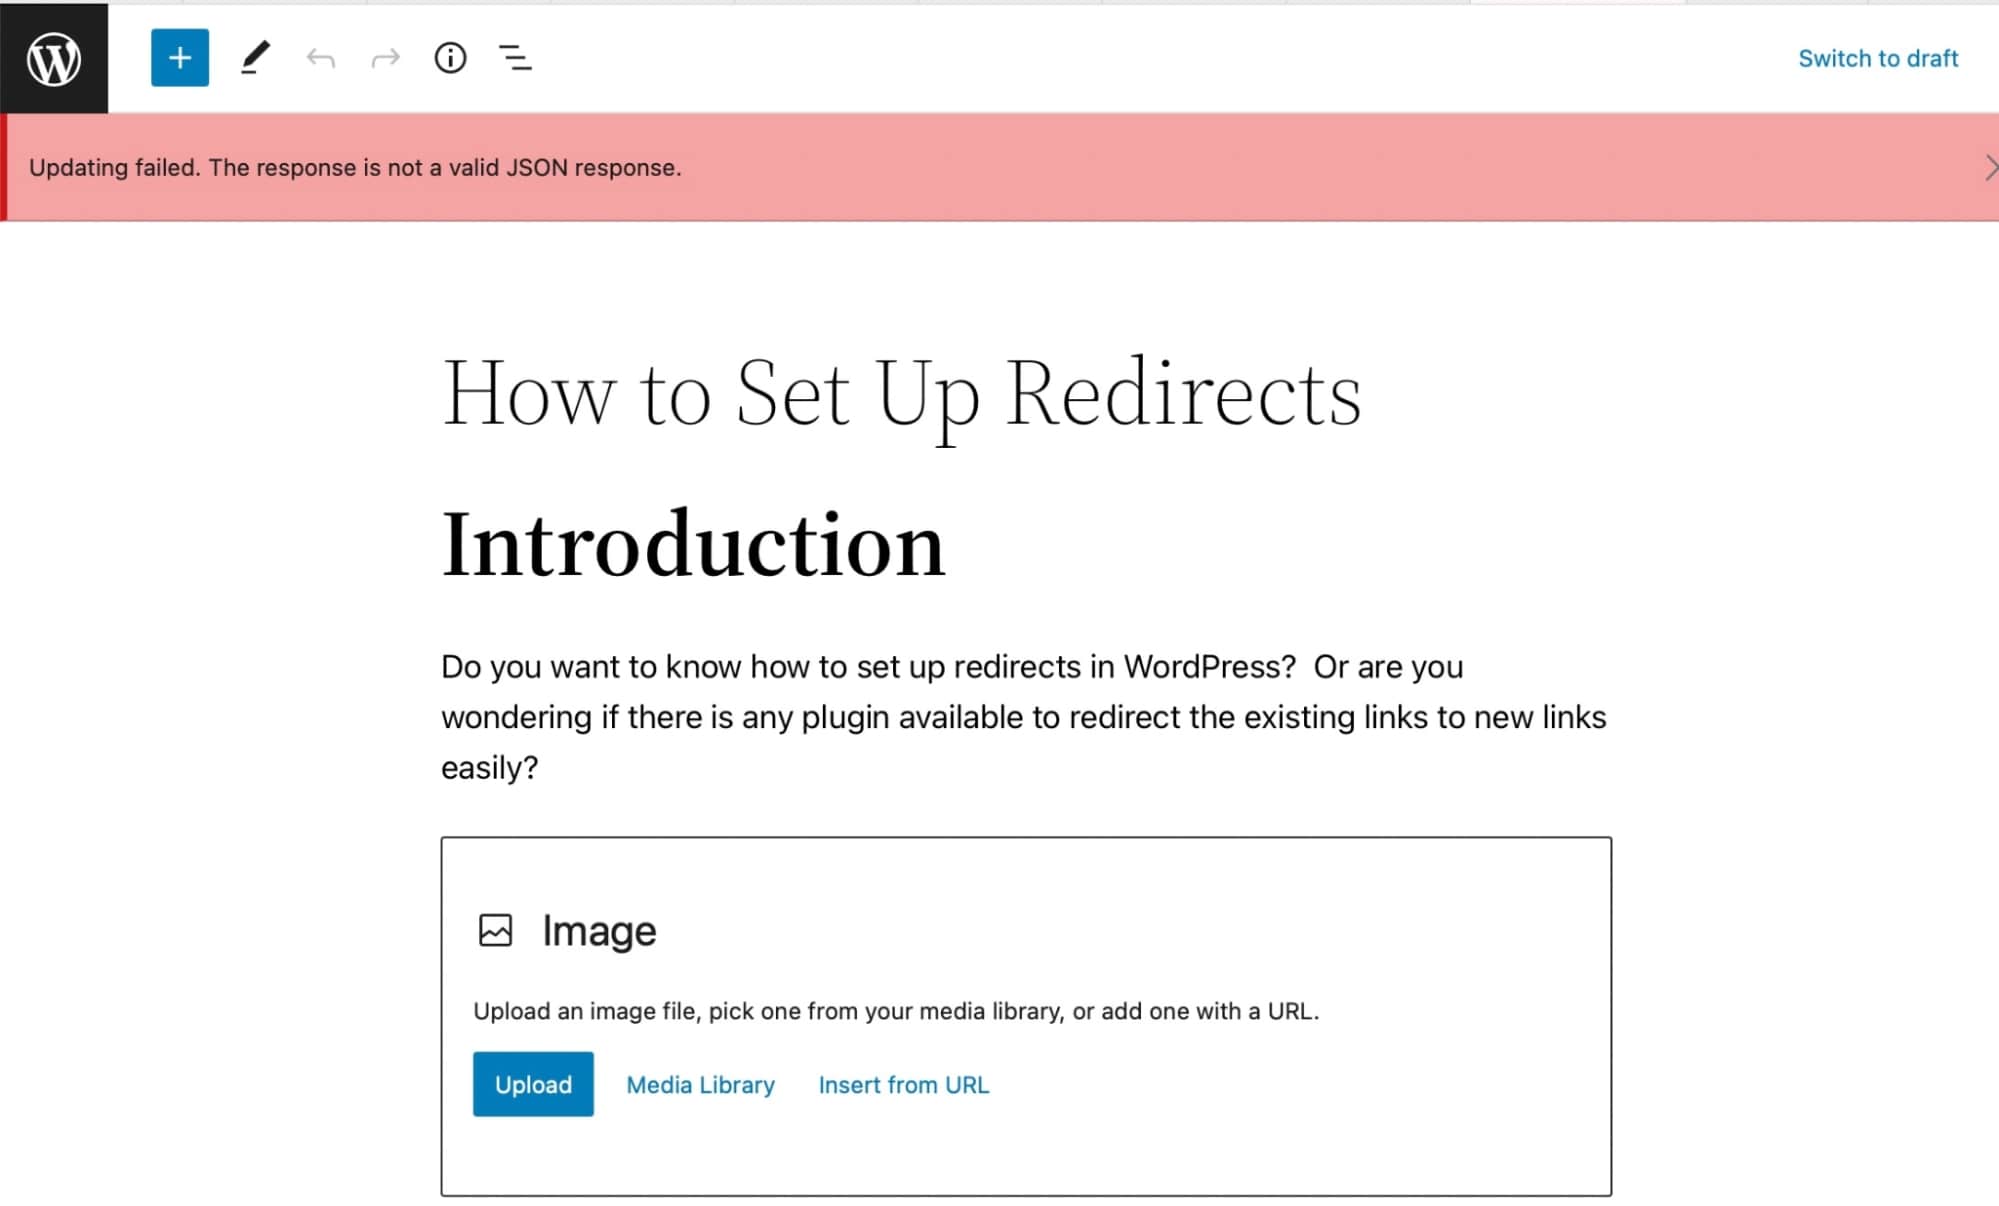 Switch to draft
Updating failed. The response is not a valid JSON response.
How to Set Up Redirects
Introduction
Do you want to know how to set up redirects in WordPress?  Or are you
wondering if there is any plugin available to redirect the existing links to new links
easily?
Image
Upload an image file, pick one from your media library, or add one with a URL.
Upload
Media Library
Insert from URL